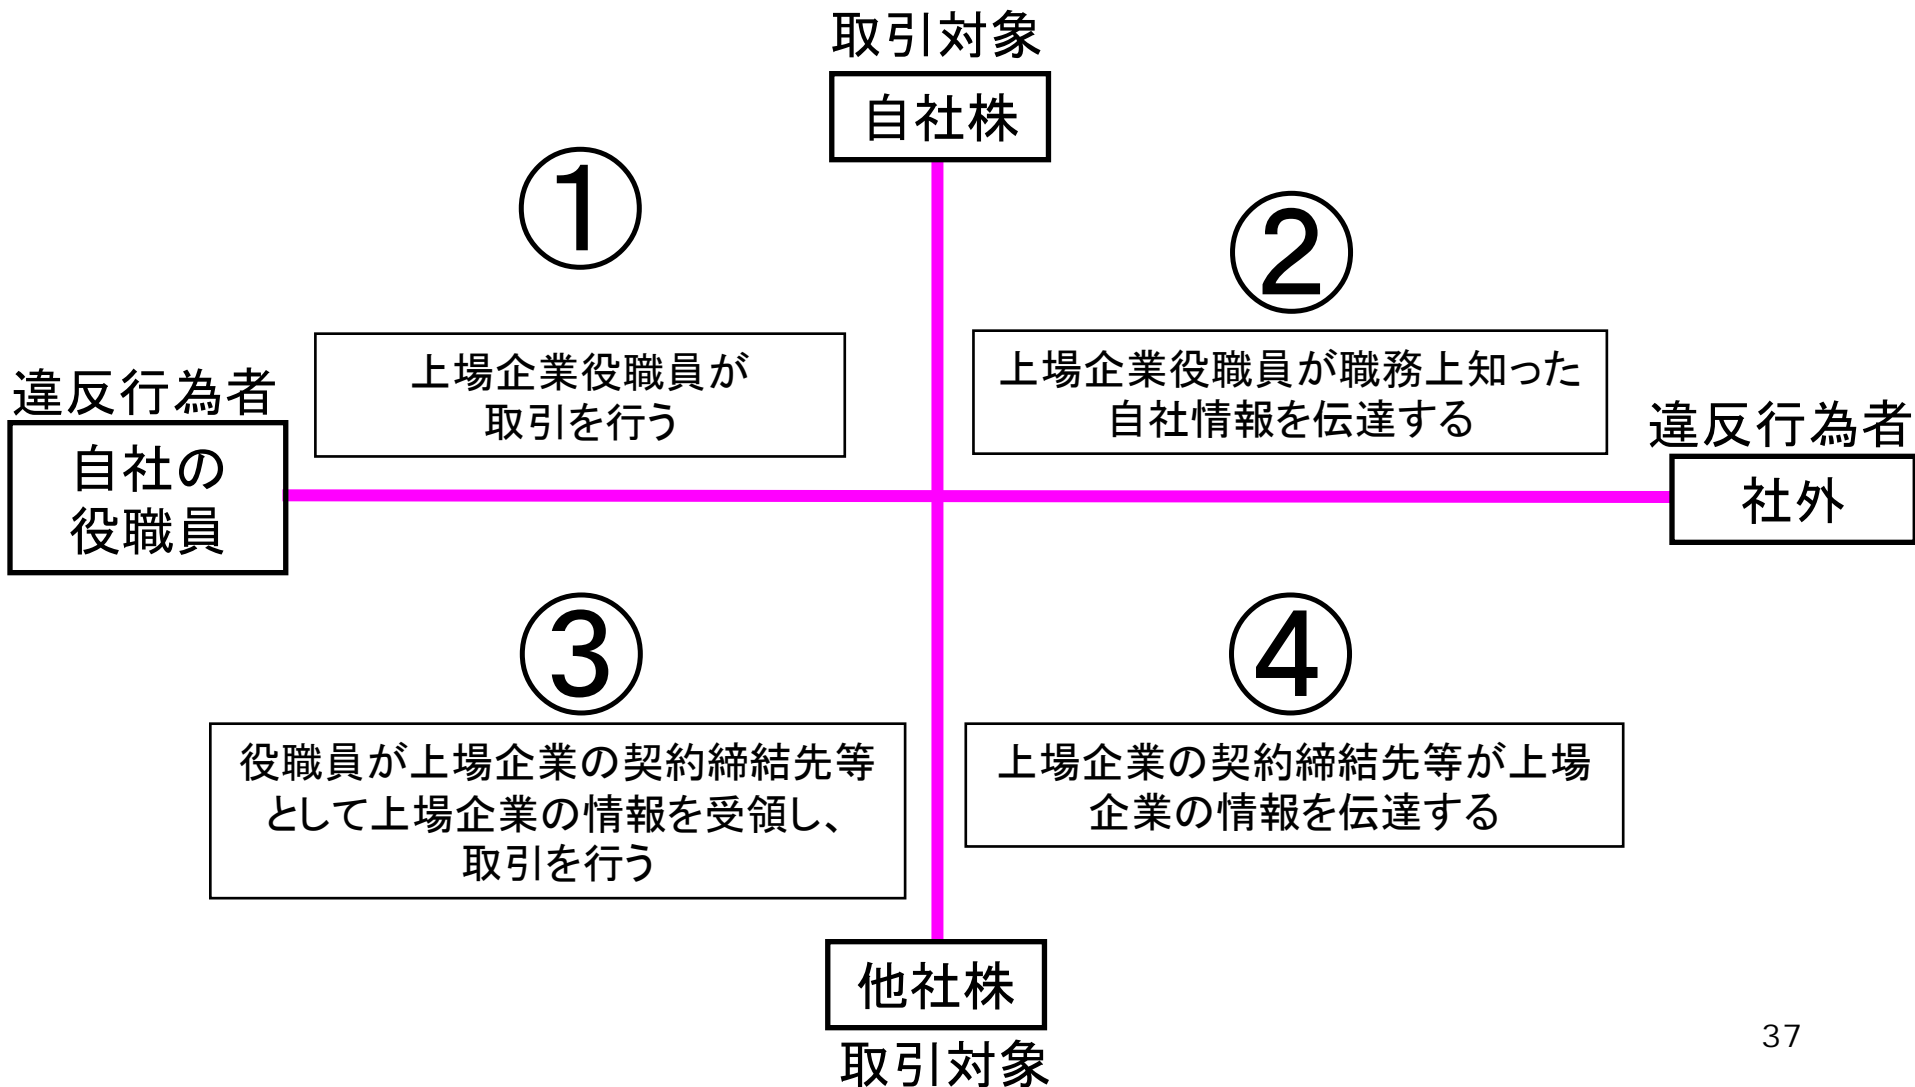 取引対象
自社株
①
②
上場企業役職員が
取引を行う
上場企業役職員が職務上知った
自社情報を伝達する
違反行為者
自社の
役職員
違反行為者
社外
③
④
役職員が上場企業の契約締結先等
として上場企業の情報を受領し、
取引を行う
上場企業の契約締結先等が上場
企業の情報を伝達する
他社株
取引対象
37